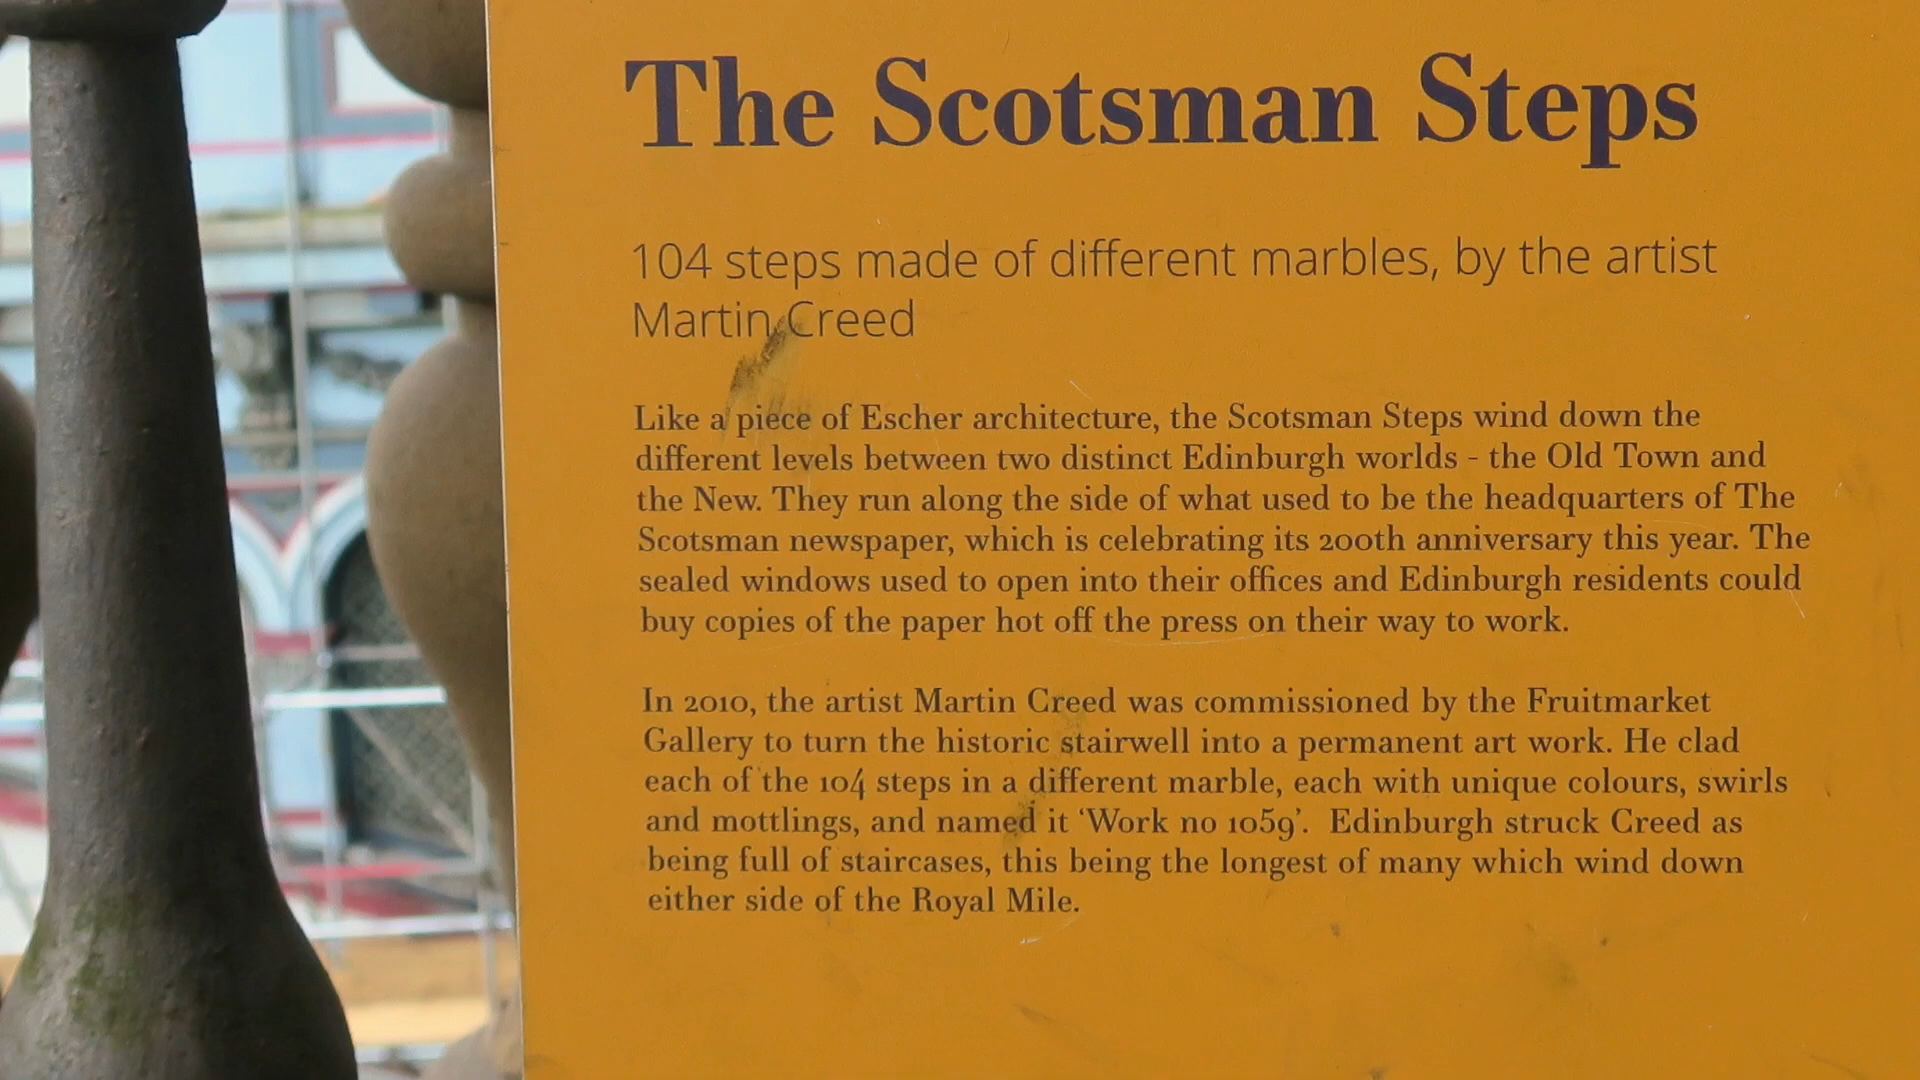 The Scotsman Steps
104 steps made of different marbles, by the artist
Martin Creed
Like a piece of Escher architecture, the Scotsman Steps wind down the
different levels between two distinct Edinburgh worlds - the Old Town and
the New. They run along the side of what used to be the headquarters of The
Scotsman newspaper, which is celebrating its 200th anniversary this year. The
sealed windows used to open into their offices and Edinburgh residents could
buy copies of the paper hot off the press on their way to work.
In 2010, the artist Martin Creed was commissioned by the Fruitmarket
Gallery to turn the historic stairwell into a permanent art work. He clad
each of the 104 steps in a different marble, each with unique colours, swirls
and mottlings, and named it ‘Work no 1059’. Edinburgh struck Creed as
being full of staircases, this being the longest of many which wind down
either side of the Royal Mile.